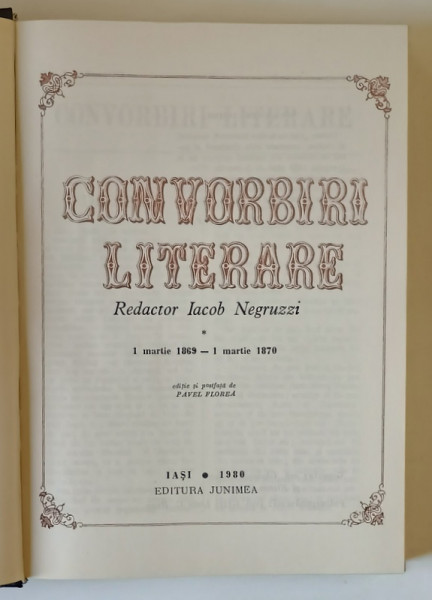 CONVORBIRI
LITERARE
Redactor Iacob Negruzzi
*
1 martie 1869 — 1 martie 1870
ediție și postfață de
PAVEL FLOREA
IAȘI ● 1980
EDITURA JUNIMEA